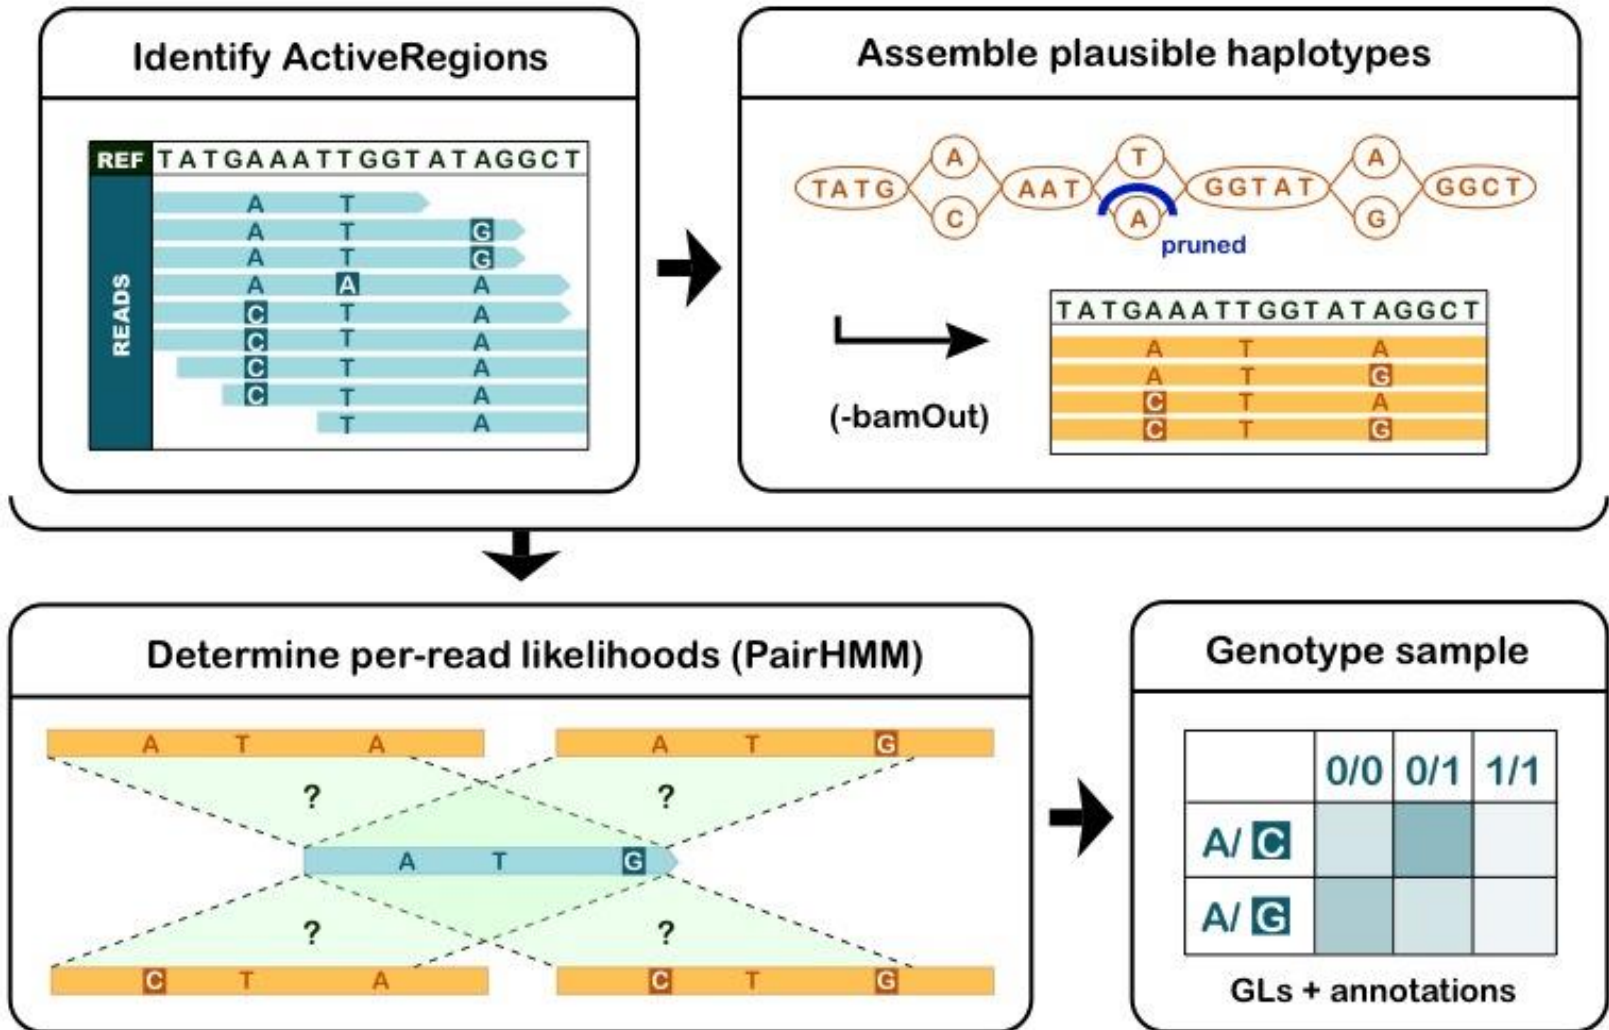 Identify ActiveRegions
REF TATGAAATTGGTATAGGCT
READS
A T
A T G
A T G
A A A
C T A
C T A
C T A
C T A
T A
Assemble plausible haplotypes
A T A
TATG AAT GGTAT GGCT
C A G
pruned
(-bamOut)
TATGAAATTGGTATAGGCT
A T A
A T G
C T A
C T G
Determine per-read likelihoods (PairHMM)
A T A A T G
? ?
A T G
? ?
C T A C T G
Genotype sample
0/0 0/1 1/1
A/ C
A/ G
GLs + annotations